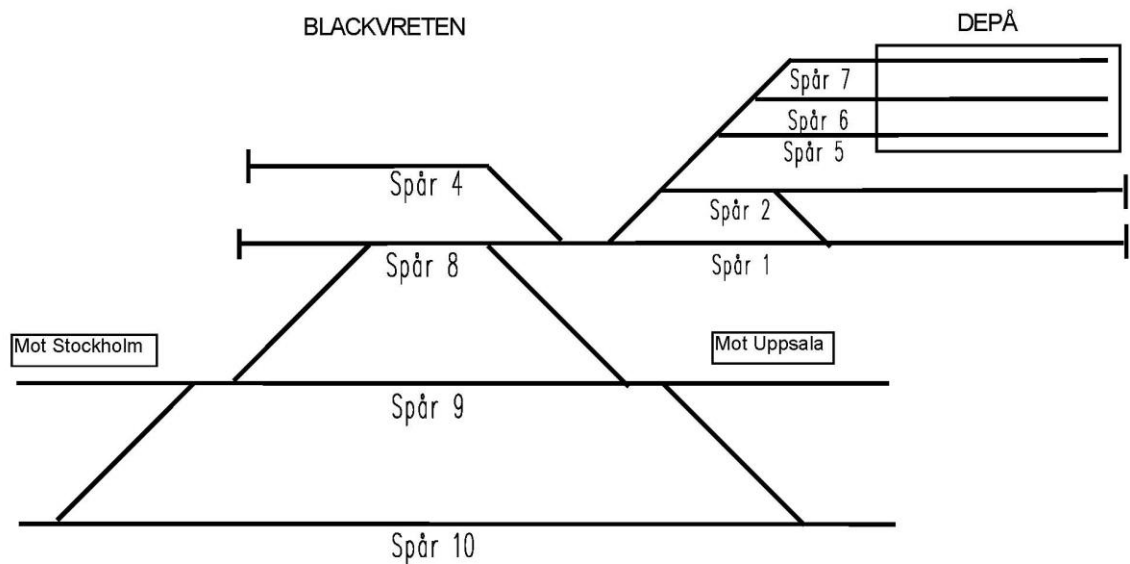 BLACKVRETEN
DEPÅ
Spår 7
Spår 6
Spår 5
Spår 4
Spår 2
Spår 8
Spår 1
Mot Stockholm
Mot Uppsala
Spår 9
Spår 10